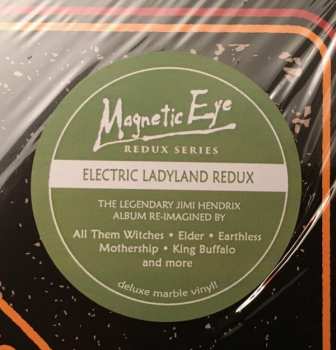 Magnetic Eye
REDUX SERIES
ELECTRIC LADYLAND REDUX
THE LEGENDARY JIMI HENDRIX
ALBUM RE-IMAGINED BY
All Them Witches • Elder • Earthless
Mothership • King Buffalo
and more
deluxe marble vinyl!